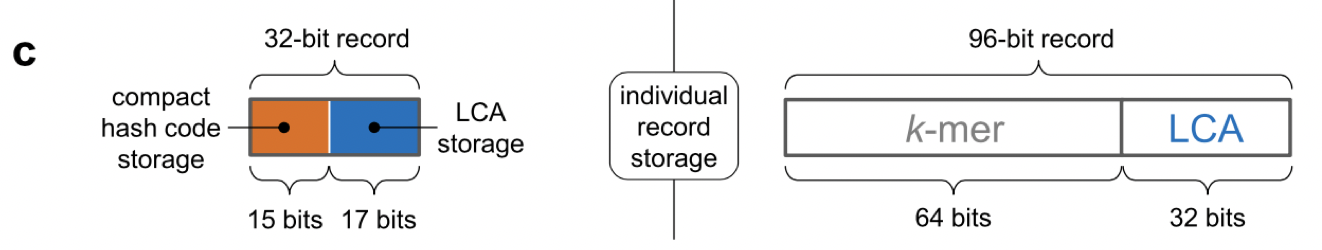 c
32-bit record
compact
hash code
storage
LCA
storage
15 bits
17 bits
individual
record
storage
96-bit record
k-mer
LCA
64 bits
32 bits